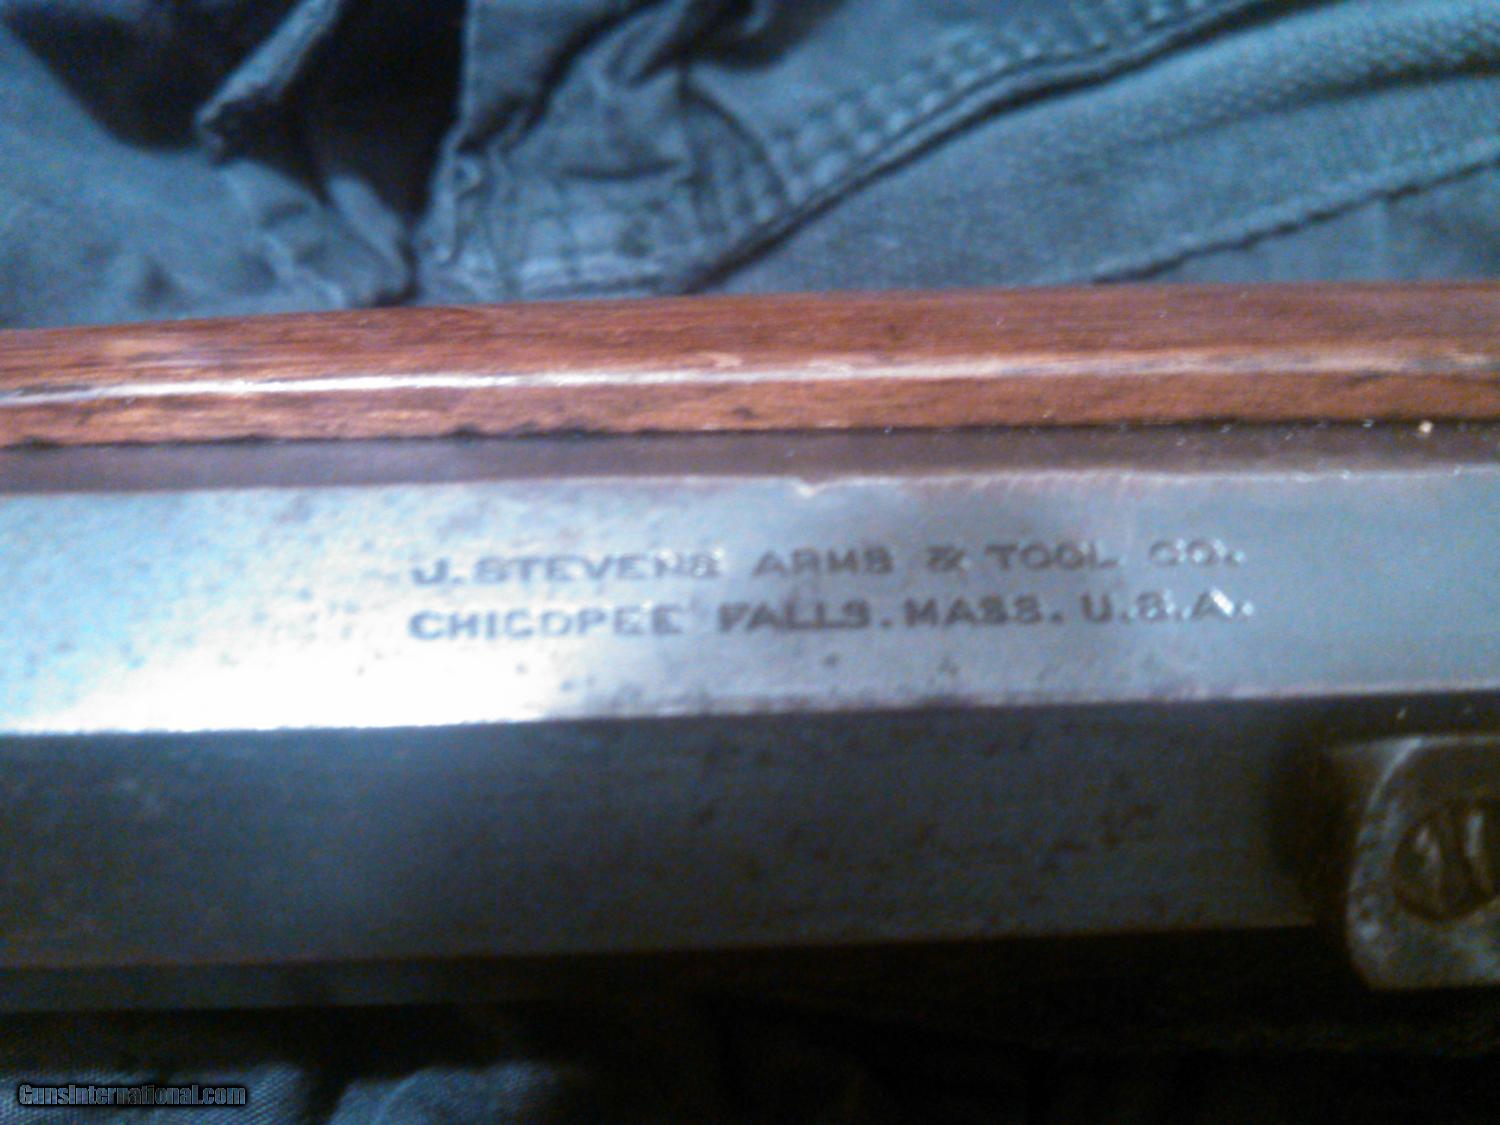 J. STEVENS ARMS & TOOL CO.
CHICOPEE FALLS. MASS. U.S.A.
GunsInternational.com